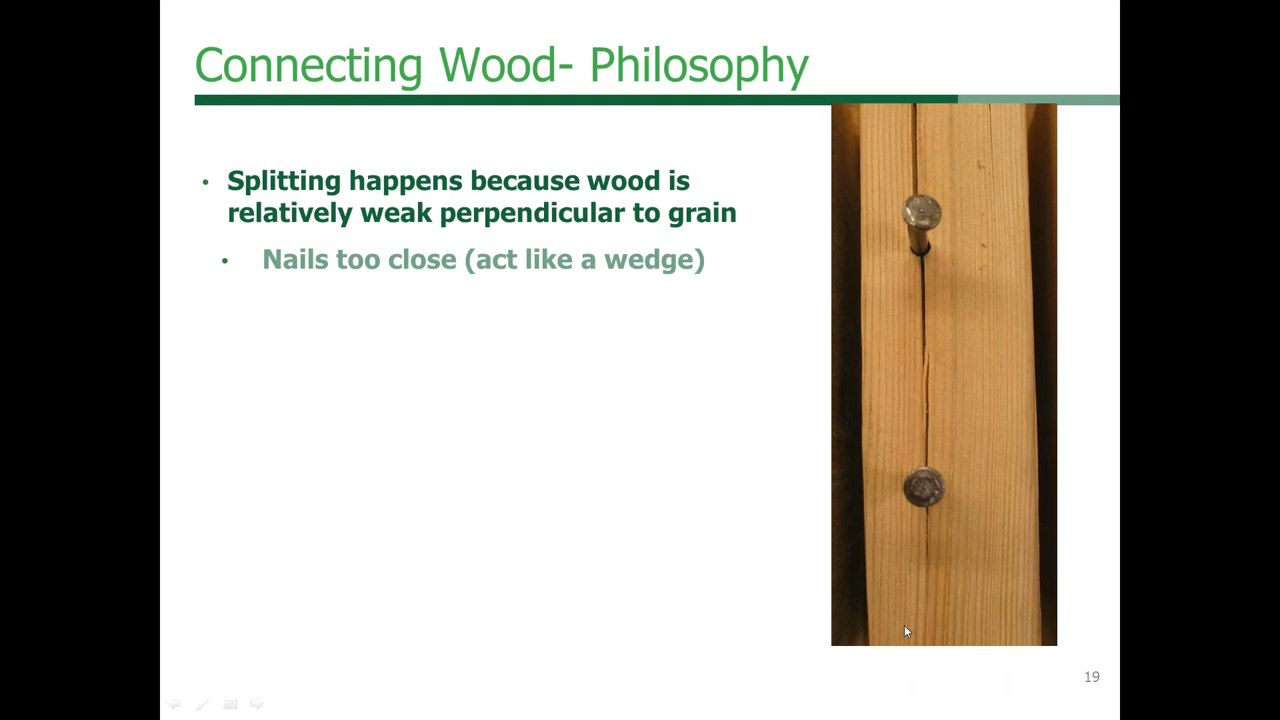 Connecting Wood- Philosophy
• Splitting happens because wood is
relatively weak perpendicular to grain
• Nails too close (act like a wedge)
19